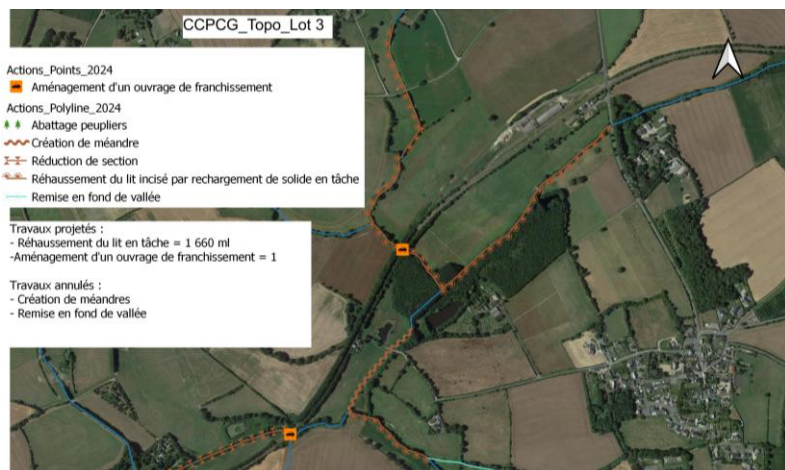 CCPCG_Topo_Lot 3
Actions_Points_2024
Aménagement d'un ouvrage de franchissement
Actions_Polyline_2024
Abattage peupliers
Création de méandre
Réduction de section
Réhaussement du lit incisé par rechargement de solide en tâche
Remise en fond de vallée
Travaux projetés :
- Réhaussement du lit en tâche = 1 660 ml
-Aménagement d'un ouvrage de franchissement = 1
Travaux annulés :
- Création de méandres
- Remise en fond de vallée